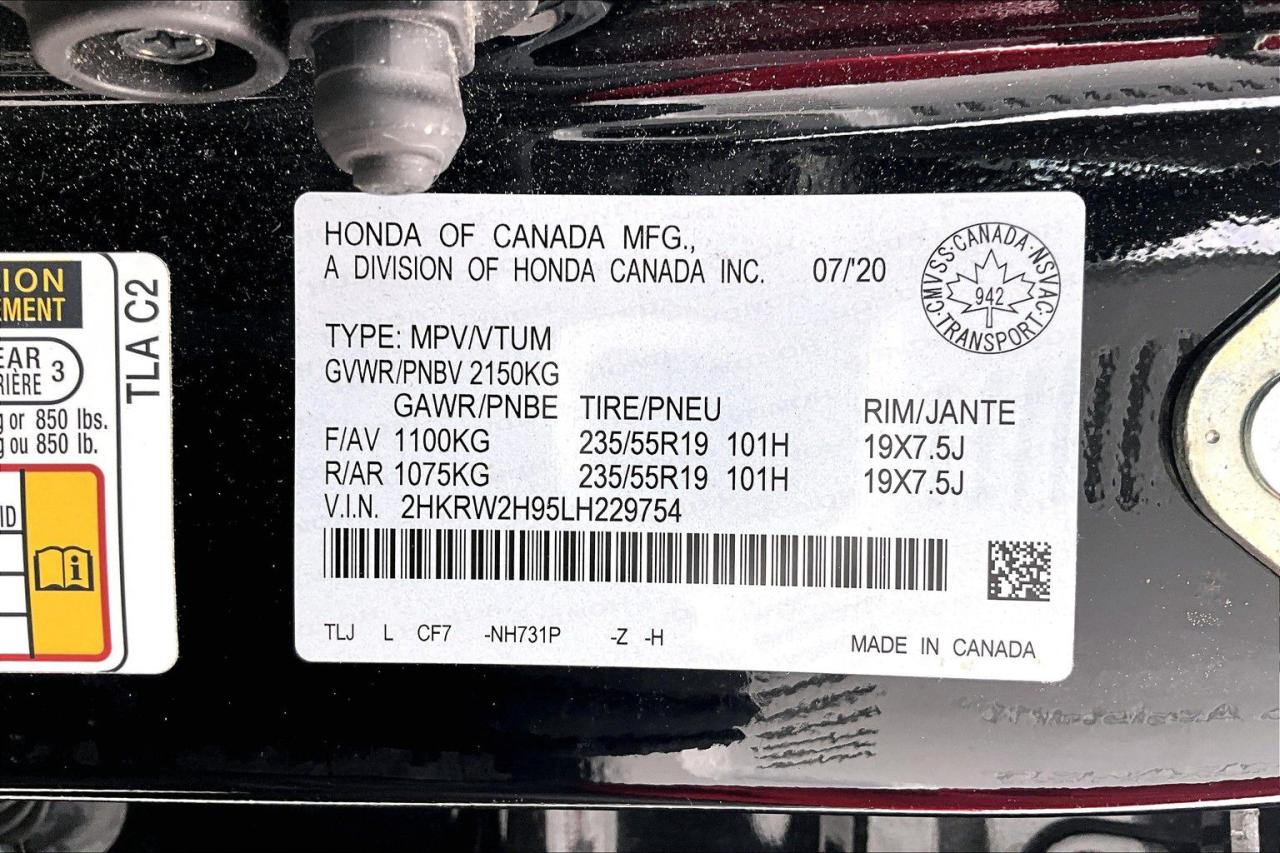 HONDA OF CANADA MFG.,
A DIVISION OF HONDA CANADA INC. 07/'20
CMVSS·CANADA·NSVAC·TRANSPORT·
942
TYPE: MPV/VTUM
GVWR/PNBV 2150KG
GAWR/PNBE TIRE/PNEU RIM/JANTE
F/AV 1100KG 235/55R19 101H 19X7.5J
R/AR 1075KG 235/55R19 101H 19X7.5J
V.I.N. 2HKRW2H95LH229754
TLJ L CF7 -NH731P -Z -H
MADE IN CANADA
TLA C2
ION
EMENT
EAR
RIÈRE 3
g or 850 lbs.
g ou 850 lb.
ID